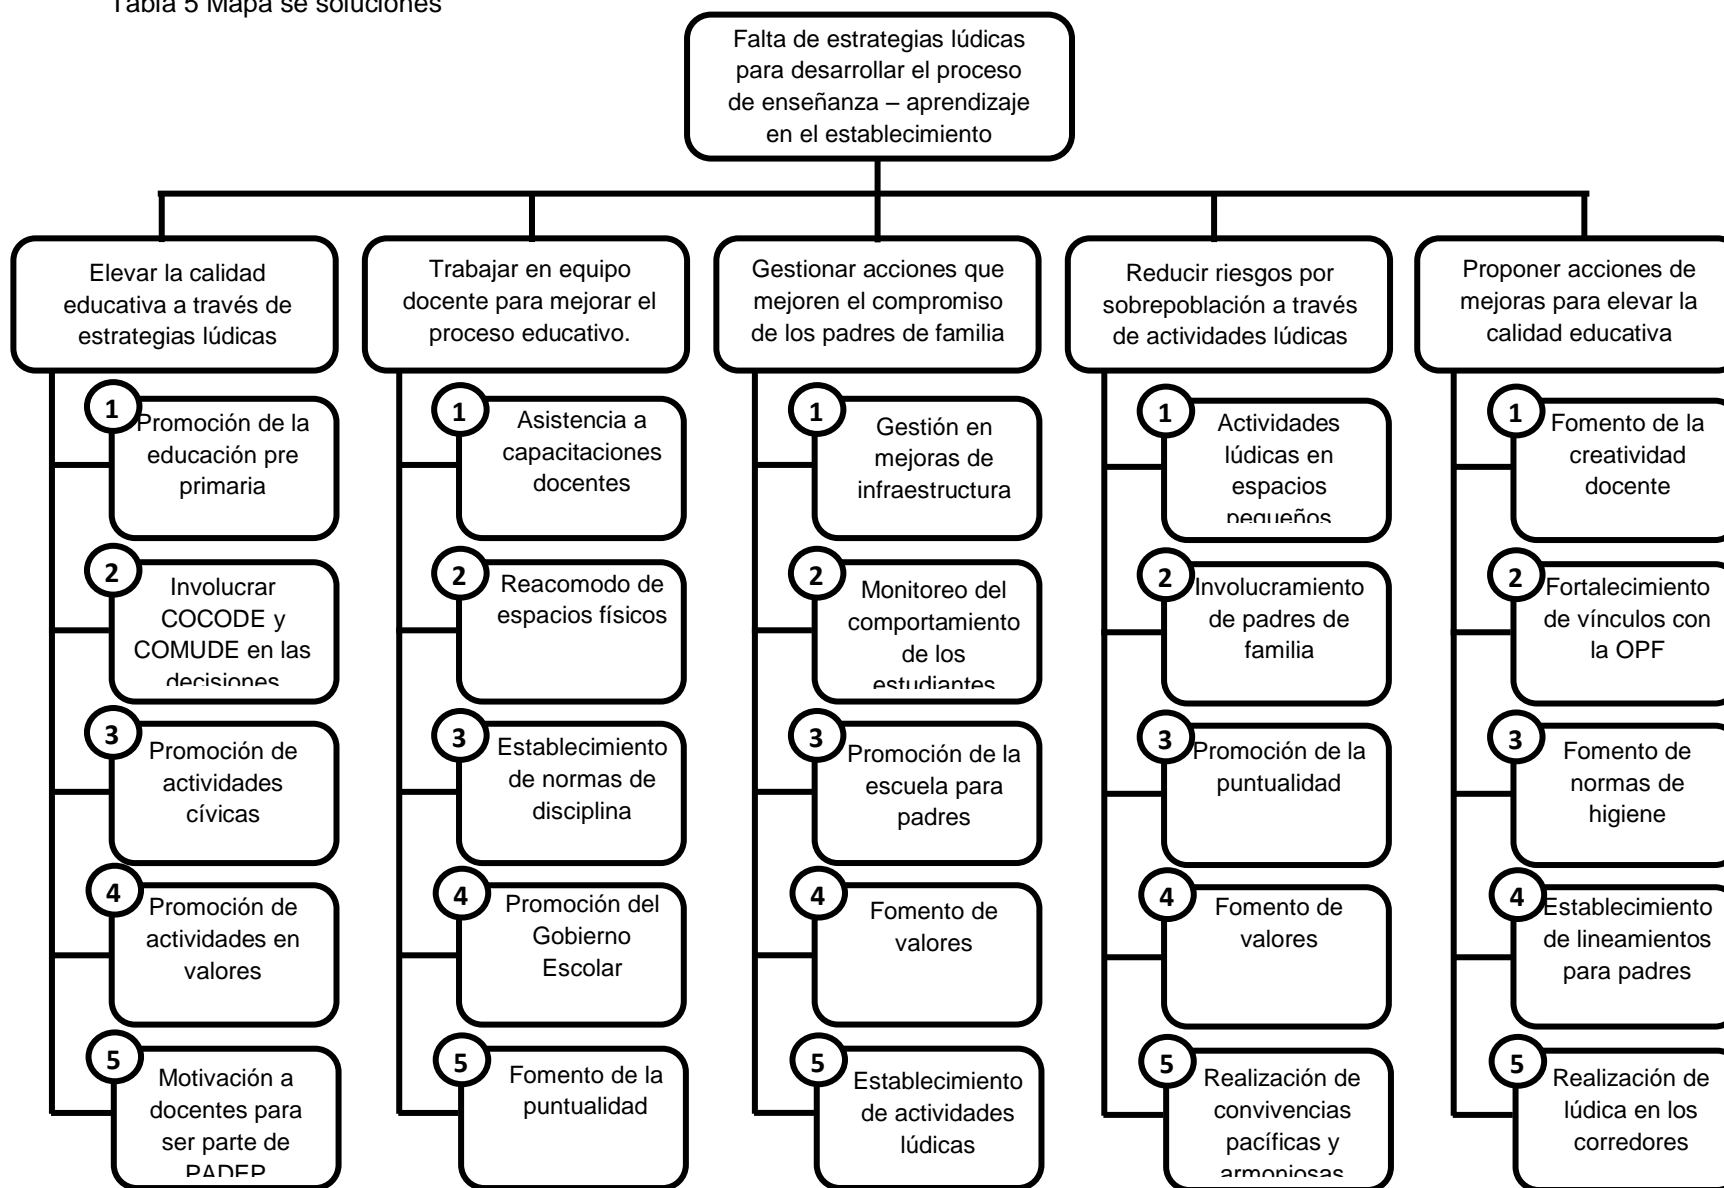 Tabla 5 Mapa se soluciones
Falta de estrategias lúdicas
para desarrollar el proceso
de enseñanza – aprendizaje
en el establecimiento
Elevar la calidad
educativa a través de
estrategias lúdicas
1
Promoción de la
educación pre
primaria
2
Involucrar
COCODE y
COMUDE en las
decisiones
3
Promoción de
actividades
cívicas
4
Promoción de
actividades en
valores
5
Motivación a
docentes para
ser parte de
PADEP
Trabajar en equipo
docente para mejorar el
proceso educativo.
1
Asistencia a
capacitaciones
docentes
2
Reacomodo de
espacios físicos
3
Establecimiento
de normas de
disciplina
4
Promoción del
Gobierno
Escolar
5
Fomento de la
puntualidad
Gestionar acciones que
mejoren el compromiso
de los padres de familia
1
Gestión en
mejoras de
infraestructura
2
Monitoreo del
comportamiento
de los
estudiantes
3
Promoción de la
escuela para
padres
4
Fomento de
valores
5
Establecimiento
de actividades
lúdicas
Reducir riesgos por
sobrepoblación a través
de actividades lúdicas
1
Actividades
lúdicas en
espacios
pequeños
2
Involucramiento
de padres de
familia
3
Promoción de la
puntualidad
4
Fomento de
valores
5
Realización de
convivencias
pacíficas y
armoniosas
Proponer acciones de
mejoras para elevar la
calidad educativa
1
Fomento de la
creatividad
docente
2
Fortalecimiento
de vínculos con
la OPF
3
Fomento de
normas de
higiene
4
Establecimiento
de lineamientos
para padres
5
Realización de
lúdica en los
corredores